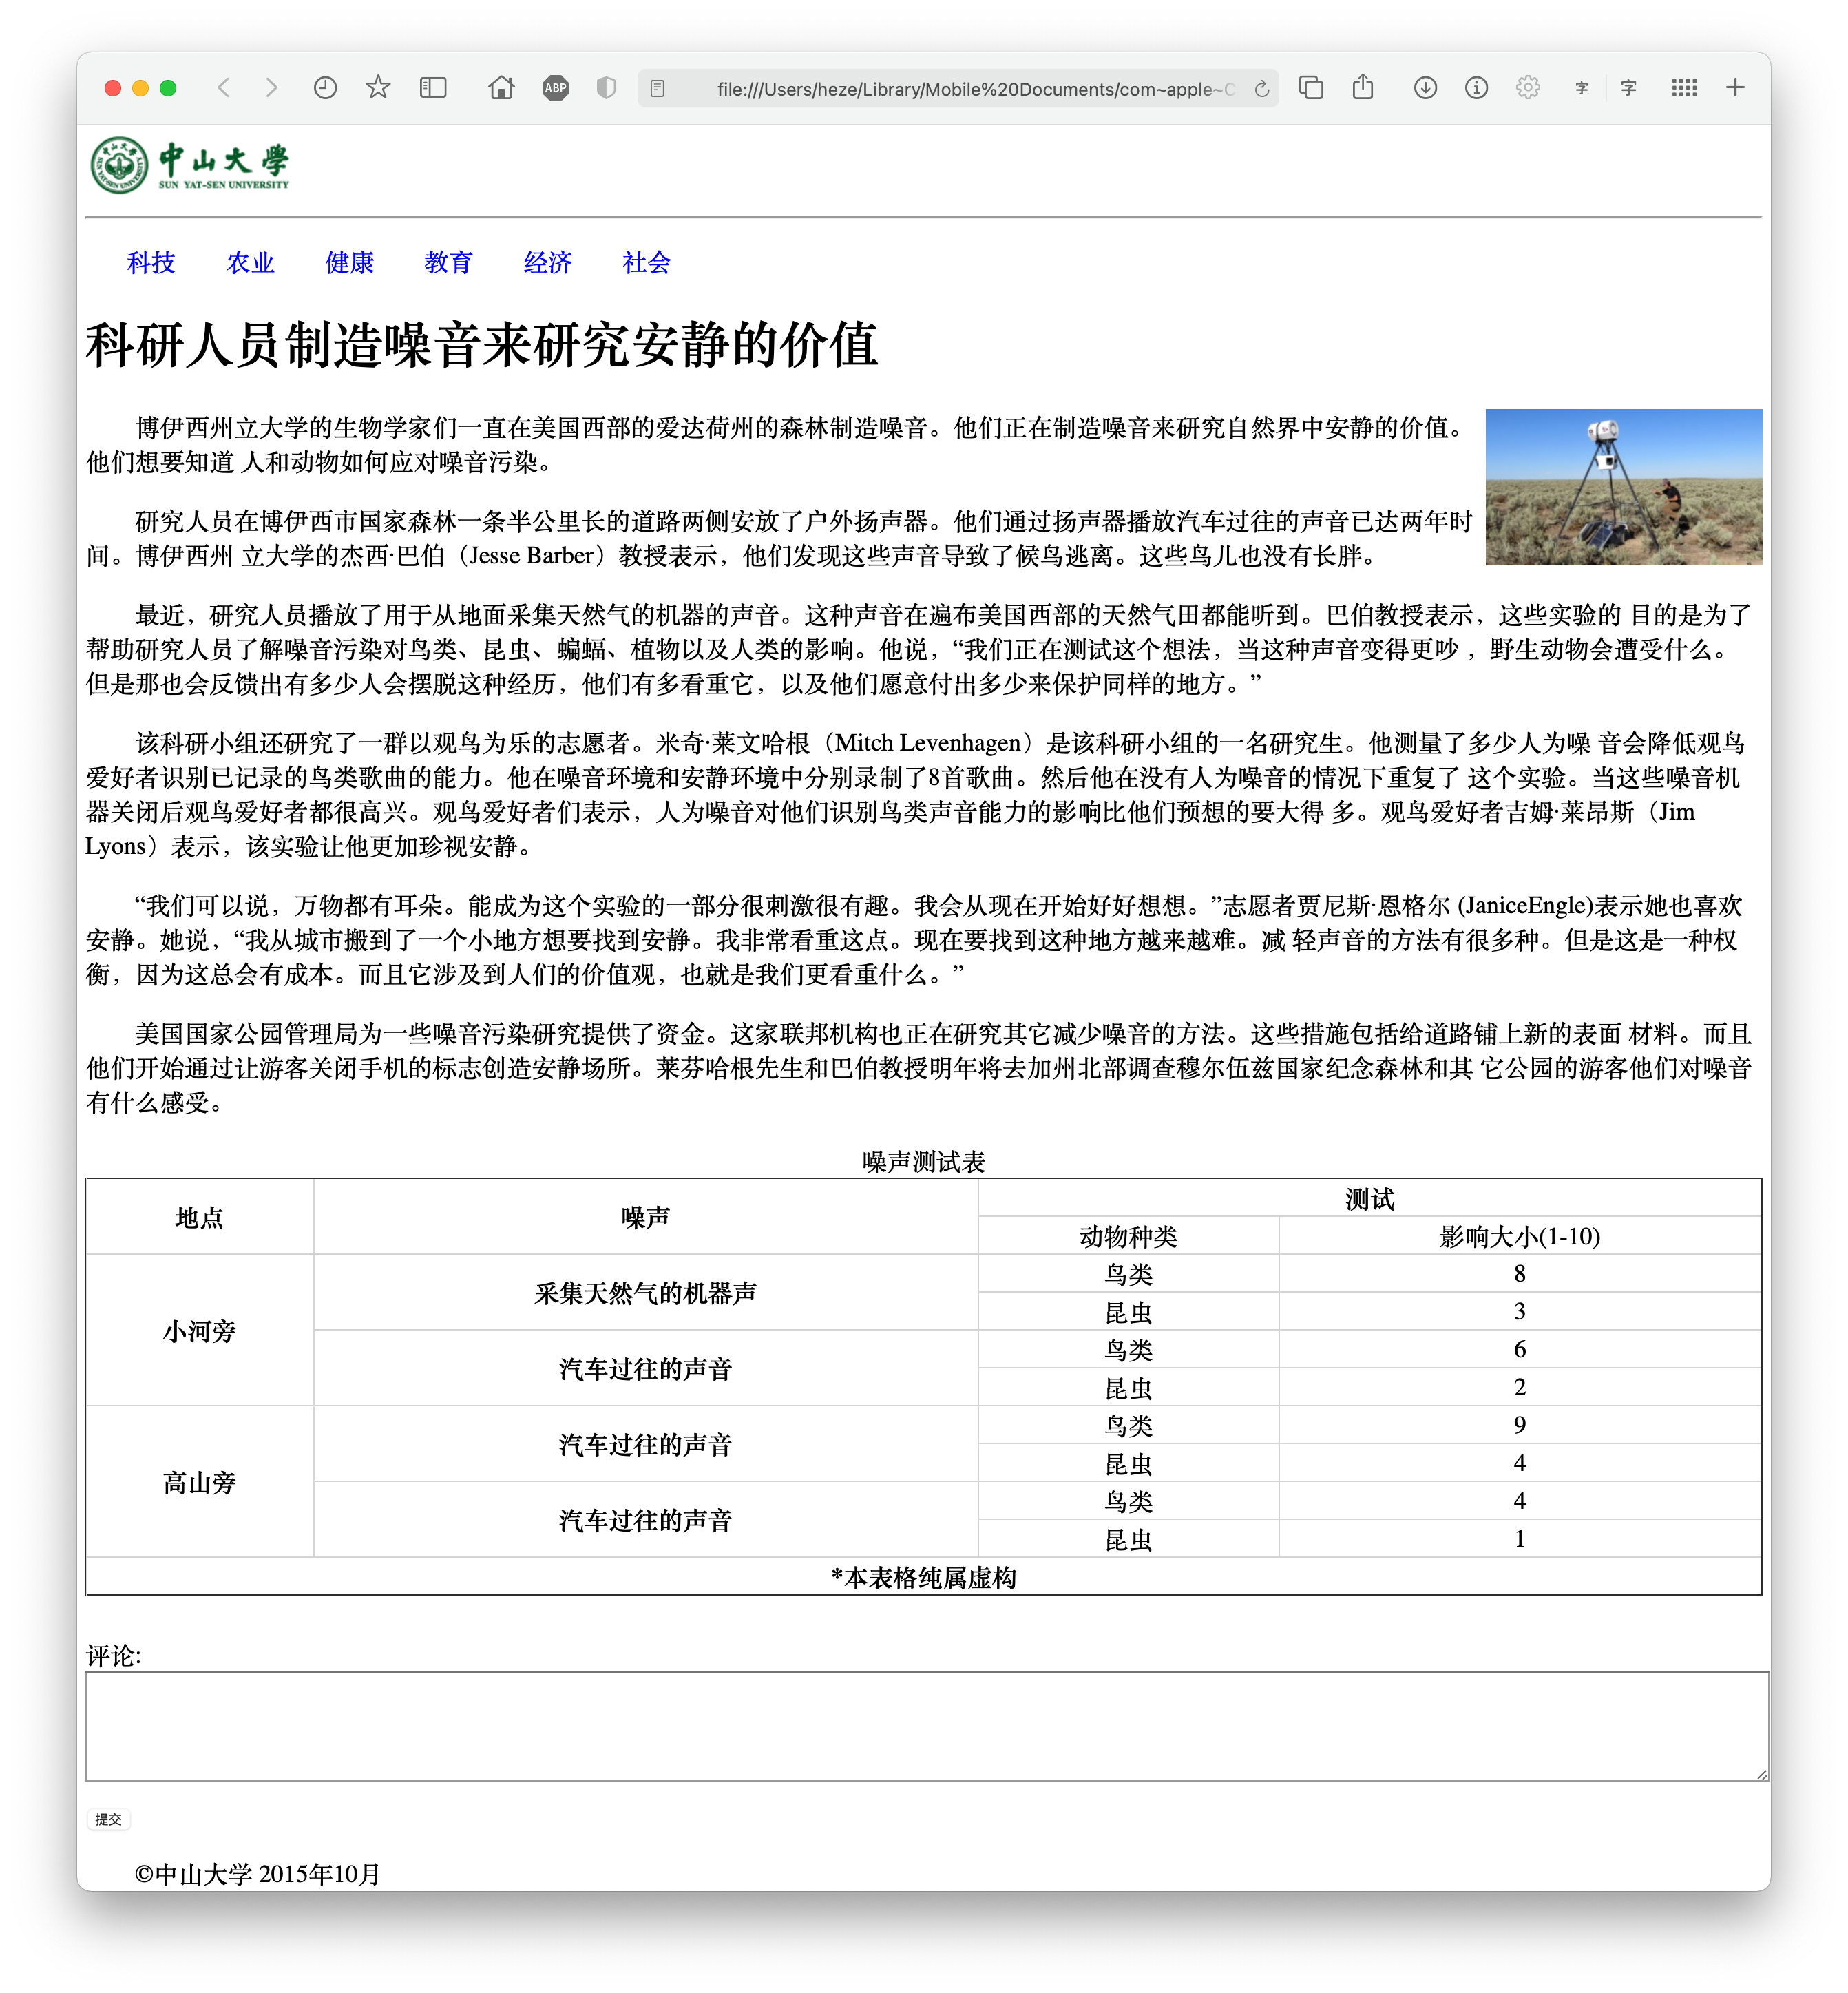 ABP
file:///Users/heze/Library/Mobile%20Documents/com~apple~C
字
字
中山大學
SUN YAT-SEN UNIVERSITY
科技 农业 健康 教育 经济 社会
科研人员制造噪音来研究安静的价值
博伊西州立大学的生物学家们一直在美国西部的爱达荷州的森林制造噪音。他们正在制造噪音来研究自然界中安静的价值。
他们想要知道 人和动物如何应对噪音污染。
研究人员在博伊西市国家森林一条半公里长的道路两侧安放了户外扬声器。他们通过扬声器播放汽车过往的声音已达两年时
间。博伊西州 立大学的杰西·巴伯（Jesse Barber）教授表示，他们发现这些声音导致了候鸟逃离。这些鸟儿也没有长胖。
最近，研究人员播放了用于从地面采集天然气的机器的声音。这种声音在遍布美国西部的天然气田都能听到。巴伯教授表示，这些实验的 目的是为了
帮助研究人员了解噪音污染对鸟类、昆虫、蝙蝠、植物以及人类的影响。他说，“我们正在测试这个想法，当这种声音变得更吵 ，野生动物会遭受什么。
但是那也会反馈出有多少人会摆脱这种经历，他们有多看重它，以及他们愿意付出多少来保护同样的地方。”
该科研小组还研究了一群以观鸟为乐的志愿者。米奇·莱文哈根（Mitch Levenhagen）是该科研小组的一名研究生。他测量了多少人为噪 音会降低观鸟
爱好者识别已记录的鸟类歌曲的能力。他在噪音环境和安静环境中分别录制了8首歌曲。然后他在没有人为噪音的情况下重复了 这个实验。当这些噪音机
器关闭后观鸟爱好者都很高兴。观鸟爱好者们表示，人为噪音对他们识别鸟类声音能力的影响比他们预想的要大得 多。观鸟爱好者吉姆·莱昂斯（Jim
Lyons）表示，该实验让他更加珍视安静。
“我们可以说，万物都有耳朵。能成为这个实验的一部分很刺激很有趣。我会从现在开始好好想想。”志愿者贾尼斯·恩格尔 (JaniceEngle)表示她也喜欢
安静。她说，“我从城市搬到了一个小地方想要找到安静。我非常看重这点。现在要找到这种地方越来越难。减 轻声音的方法有很多种。但是这是一种权
衡，因为这总会有成本。而且它涉及到人们的价值观，也就是我们更看重什么。”
美国国家公园管理局为一些噪音污染研究提供了资金。这家联邦机构也正在研究其它减少噪音的方法。这些措施包括给道路铺上新的表面 材料。而且
他们开始通过让游客关闭手机的标志创造安静场所。莱芬哈根先生和巴伯教授明年将去加州北部调查穆尔伍兹国家纪念森林和其 它公园的游客他们对噪音
有什么感受。
噪声测试表
地点 噪声 测试
动物种类 影响大小(1-10)
小河旁 采集天然气的机器声 鸟类 8
昆虫 3
汽车过往的声音 鸟类 6
昆虫 2
高山旁 汽车过往的声音 鸟类 9
昆虫 4
汽车过往的声音 鸟类 4
昆虫 1
*本表格纯属虚构
评论:
提交
©中山大学 2015年10月